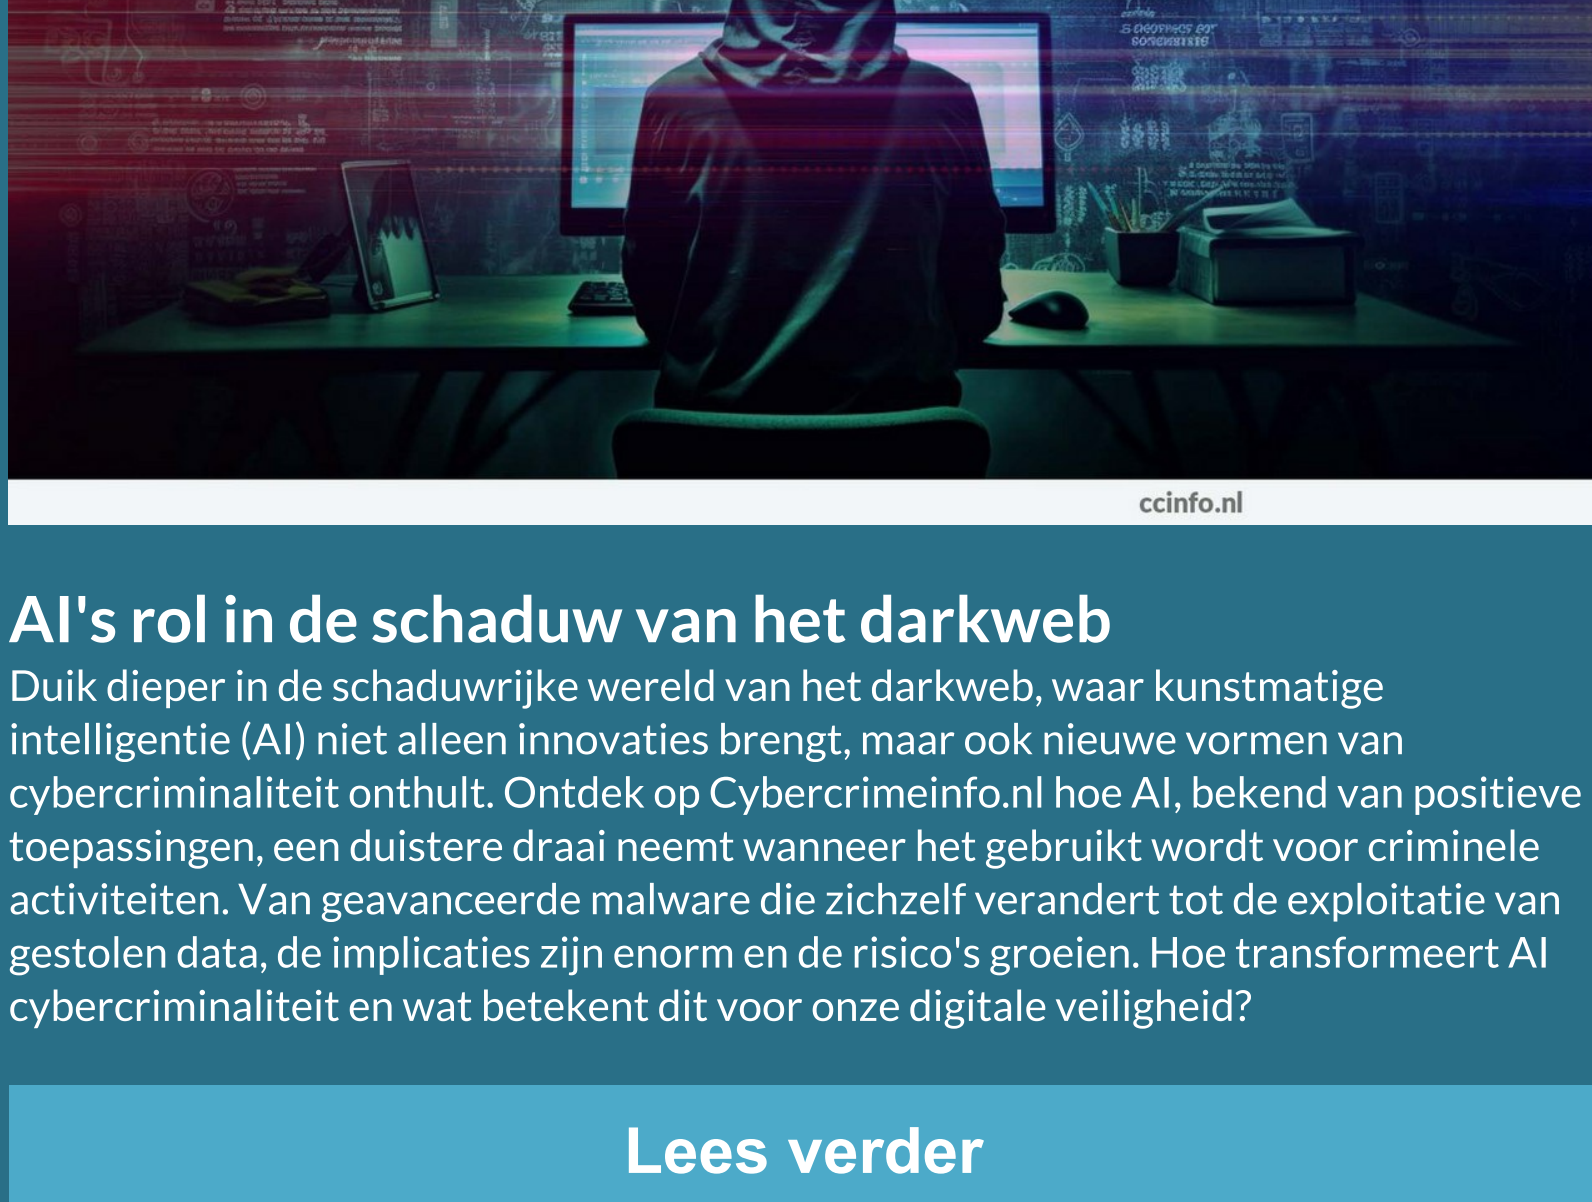 ccinfo.nl
AI's rol in de schaduw van het darkweb
Duik dieper in de schaduwrijke wereld van het darkweb, waar kunstmatige
intelligentie (AI) niet alleen innovaties brengt, maar ook nieuwe vormen van
cybercriminaliteit onthult. Ontdek op Cybercrimeinfo.nl hoe AI, bekend van positieve
toepassingen, een duistere draai neemt wanneer het gebruikt wordt voor criminele
activiteiten. Van geavanceerde malware die zichzelf verandert tot de exploitatie van
gestolen data, de implicaties zijn enorm en de risico's groeien. Hoe transformeert AI
cybercriminaliteit en wat betekent dit voor onze digitale veiligheid?
Lees verder